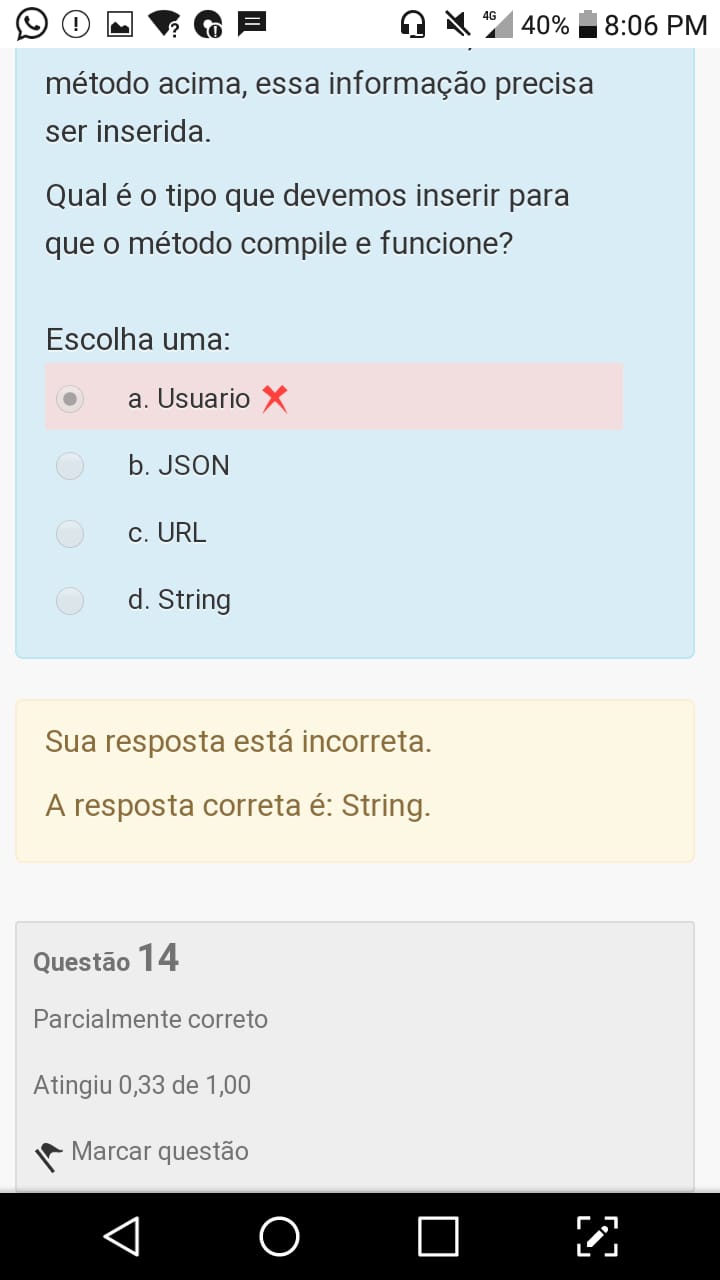 4G 40% 8:06 PM
método acima, essa informação precisa
ser inserida.
Qual é o tipo que devemos inserir para
que o método compile e funcione?
Escolha uma:
a. Usuario
b. JSON
c. URL
d. String
Sua resposta está incorreta.
A resposta correta é: String.
Questão 14
Parcialmente correto
Atingiu 0,33 de 1,00
Marcar questão